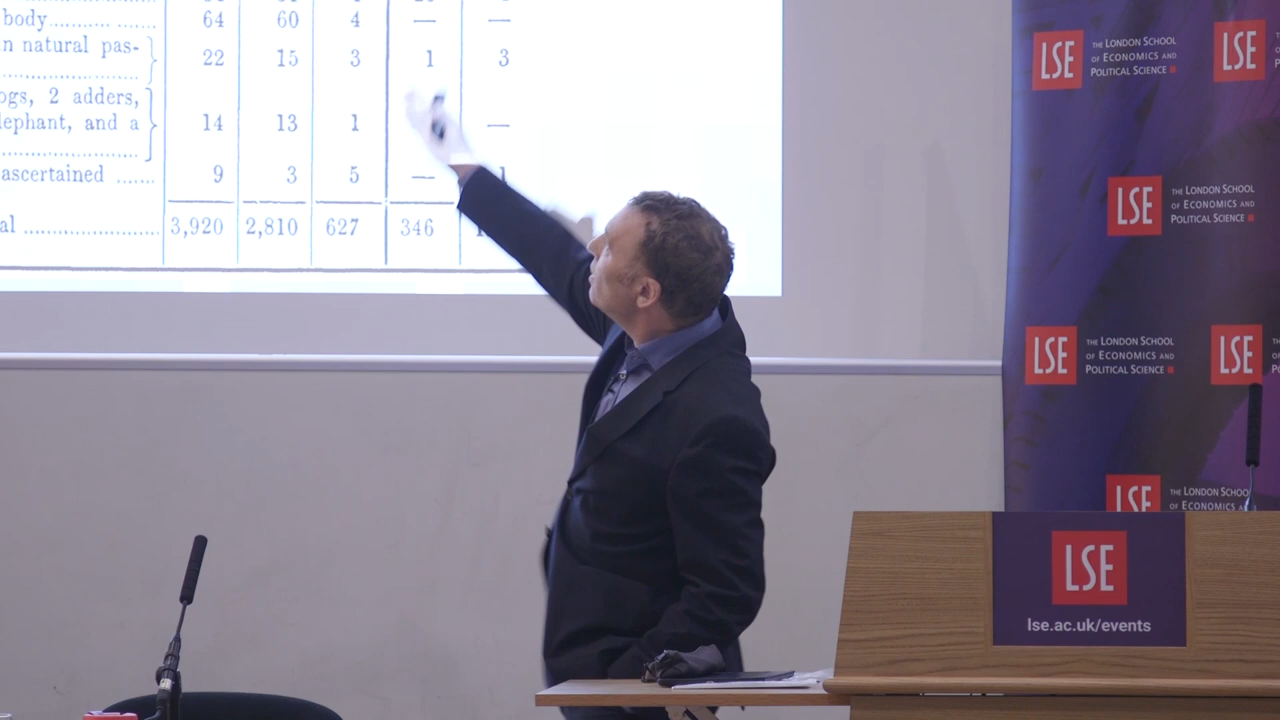 body.......... ....... 64 60 4 — —
n natural pas-
22 15 3 1 3
ogs, 2 adders,
lephant, and a 14 13 1 —
ascertained ....... 9 3 5 —
al ........................... 3,920 2,810 627 346
LSE THE LONDON SCHOOL
OF ECONOMICS AND
POLITICAL SCIENCE
LSE
LSE THE LONDON SCHOOL
OF ECONOMICS AND
POLITICAL SCIENCE
LSE THE LONDON SCHOOL
OF ECONOMICS AND
POLITICAL SCIENCE
LSE
LSE THE LONDON SCHOO
OF ECONOMICS
LSE
lse.ac.uk/events